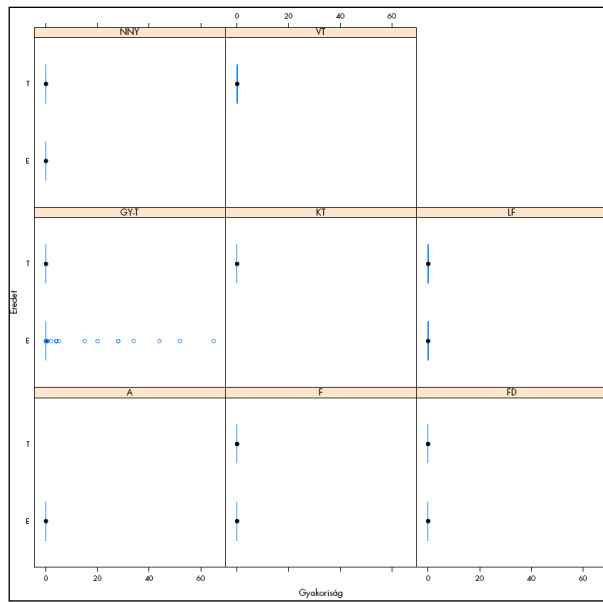 0 20 40 60
NNY VT
T
E
GY-T KT LF
T
E
A F FD
T
E
Eredet
0 20 40 60 0 20 40 60
Gyakoriság